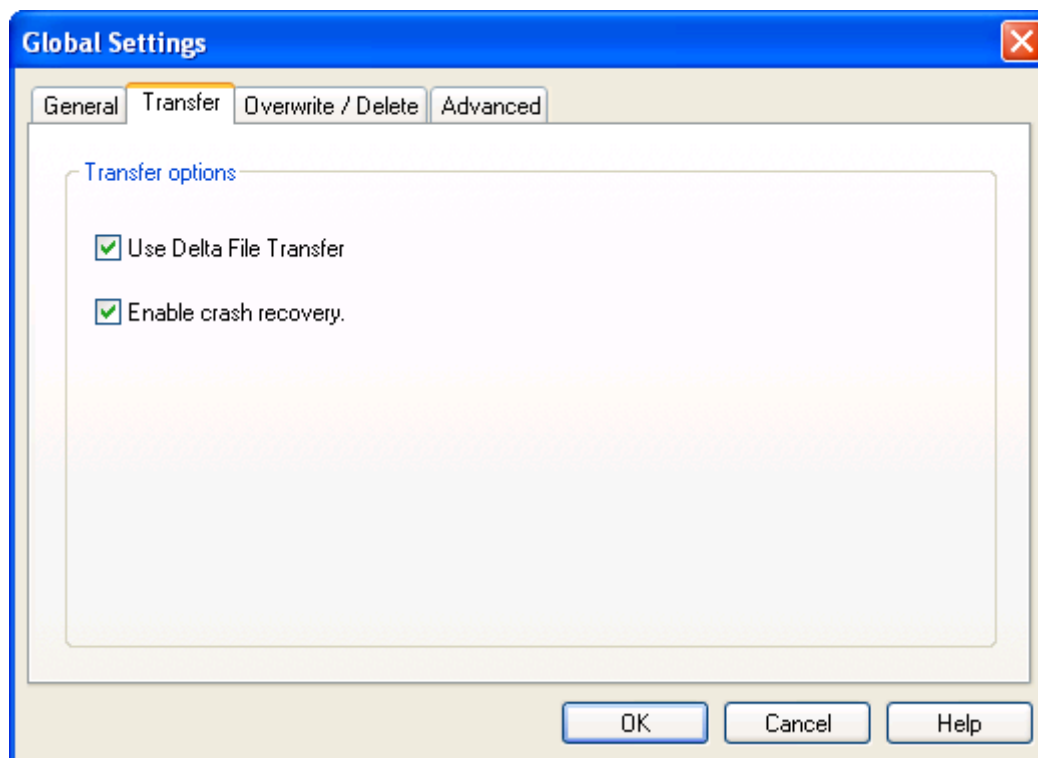 Global Settings
General Transfer Overwrite / Delete Advanced
Transfer options
Use Delta File Transfer
Enable crash recovery.
OK Cancel Help